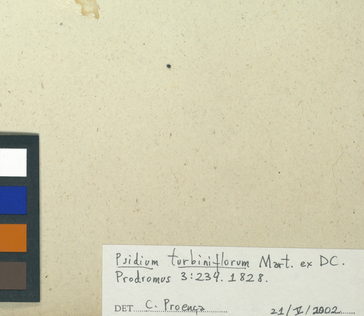 Psidium turbiniflorum Mart. ex DC.
Prodromus 3:234. 1828.
DET C. Proença 21/V/2002